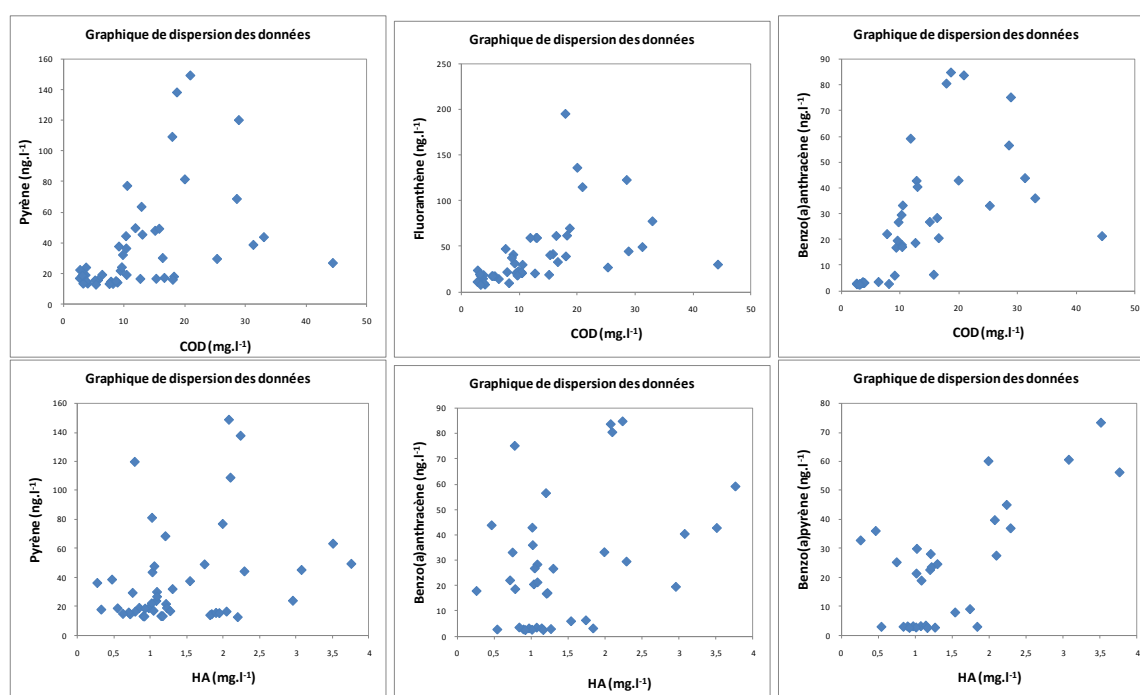 Graphique de dispersion des données
Pyrène (ng.l⁻¹)
160
140
120
100
80
60
40
20
0
0 10 20 30 40 50
COD (mg.l⁻¹)
Graphique de dispersion des données
Fluoranthène (ng.l⁻¹)
250
200
150
100
50
0
0 10 20 30 40 50
COD (mg.l⁻¹)
Graphique de dispersion des données
Benzo(a)anthracène (ng.l⁻¹)
90
80
70
60
50
40
30
20
10
0
0 10 20 30 40 50
COD (mg.l⁻¹)
Graphique de dispersion des données
Pyrène (ng.l⁻¹)
160
140
120
100
80
60
40
20
0
0 0,5 1 1,5 2 2,5 3 3,5 4
HA (mg.l⁻¹)
Graphique de dispersion des données
Benzo(a)anthracène (ng.l⁻¹)
90
80
70
60
50
40
30
20
10
0
0 0,5 1 1,5 2 2,5 3 3,5 4
HA (mg.l⁻¹)
Graphique de dispersion des données
Benzo(a)pyrène (ng.l⁻¹)
80
70
60
50
40
30
20
10
0
0 0,5 1 1,5 2 2,5 3 3,5 4
HA (mg.l⁻¹)